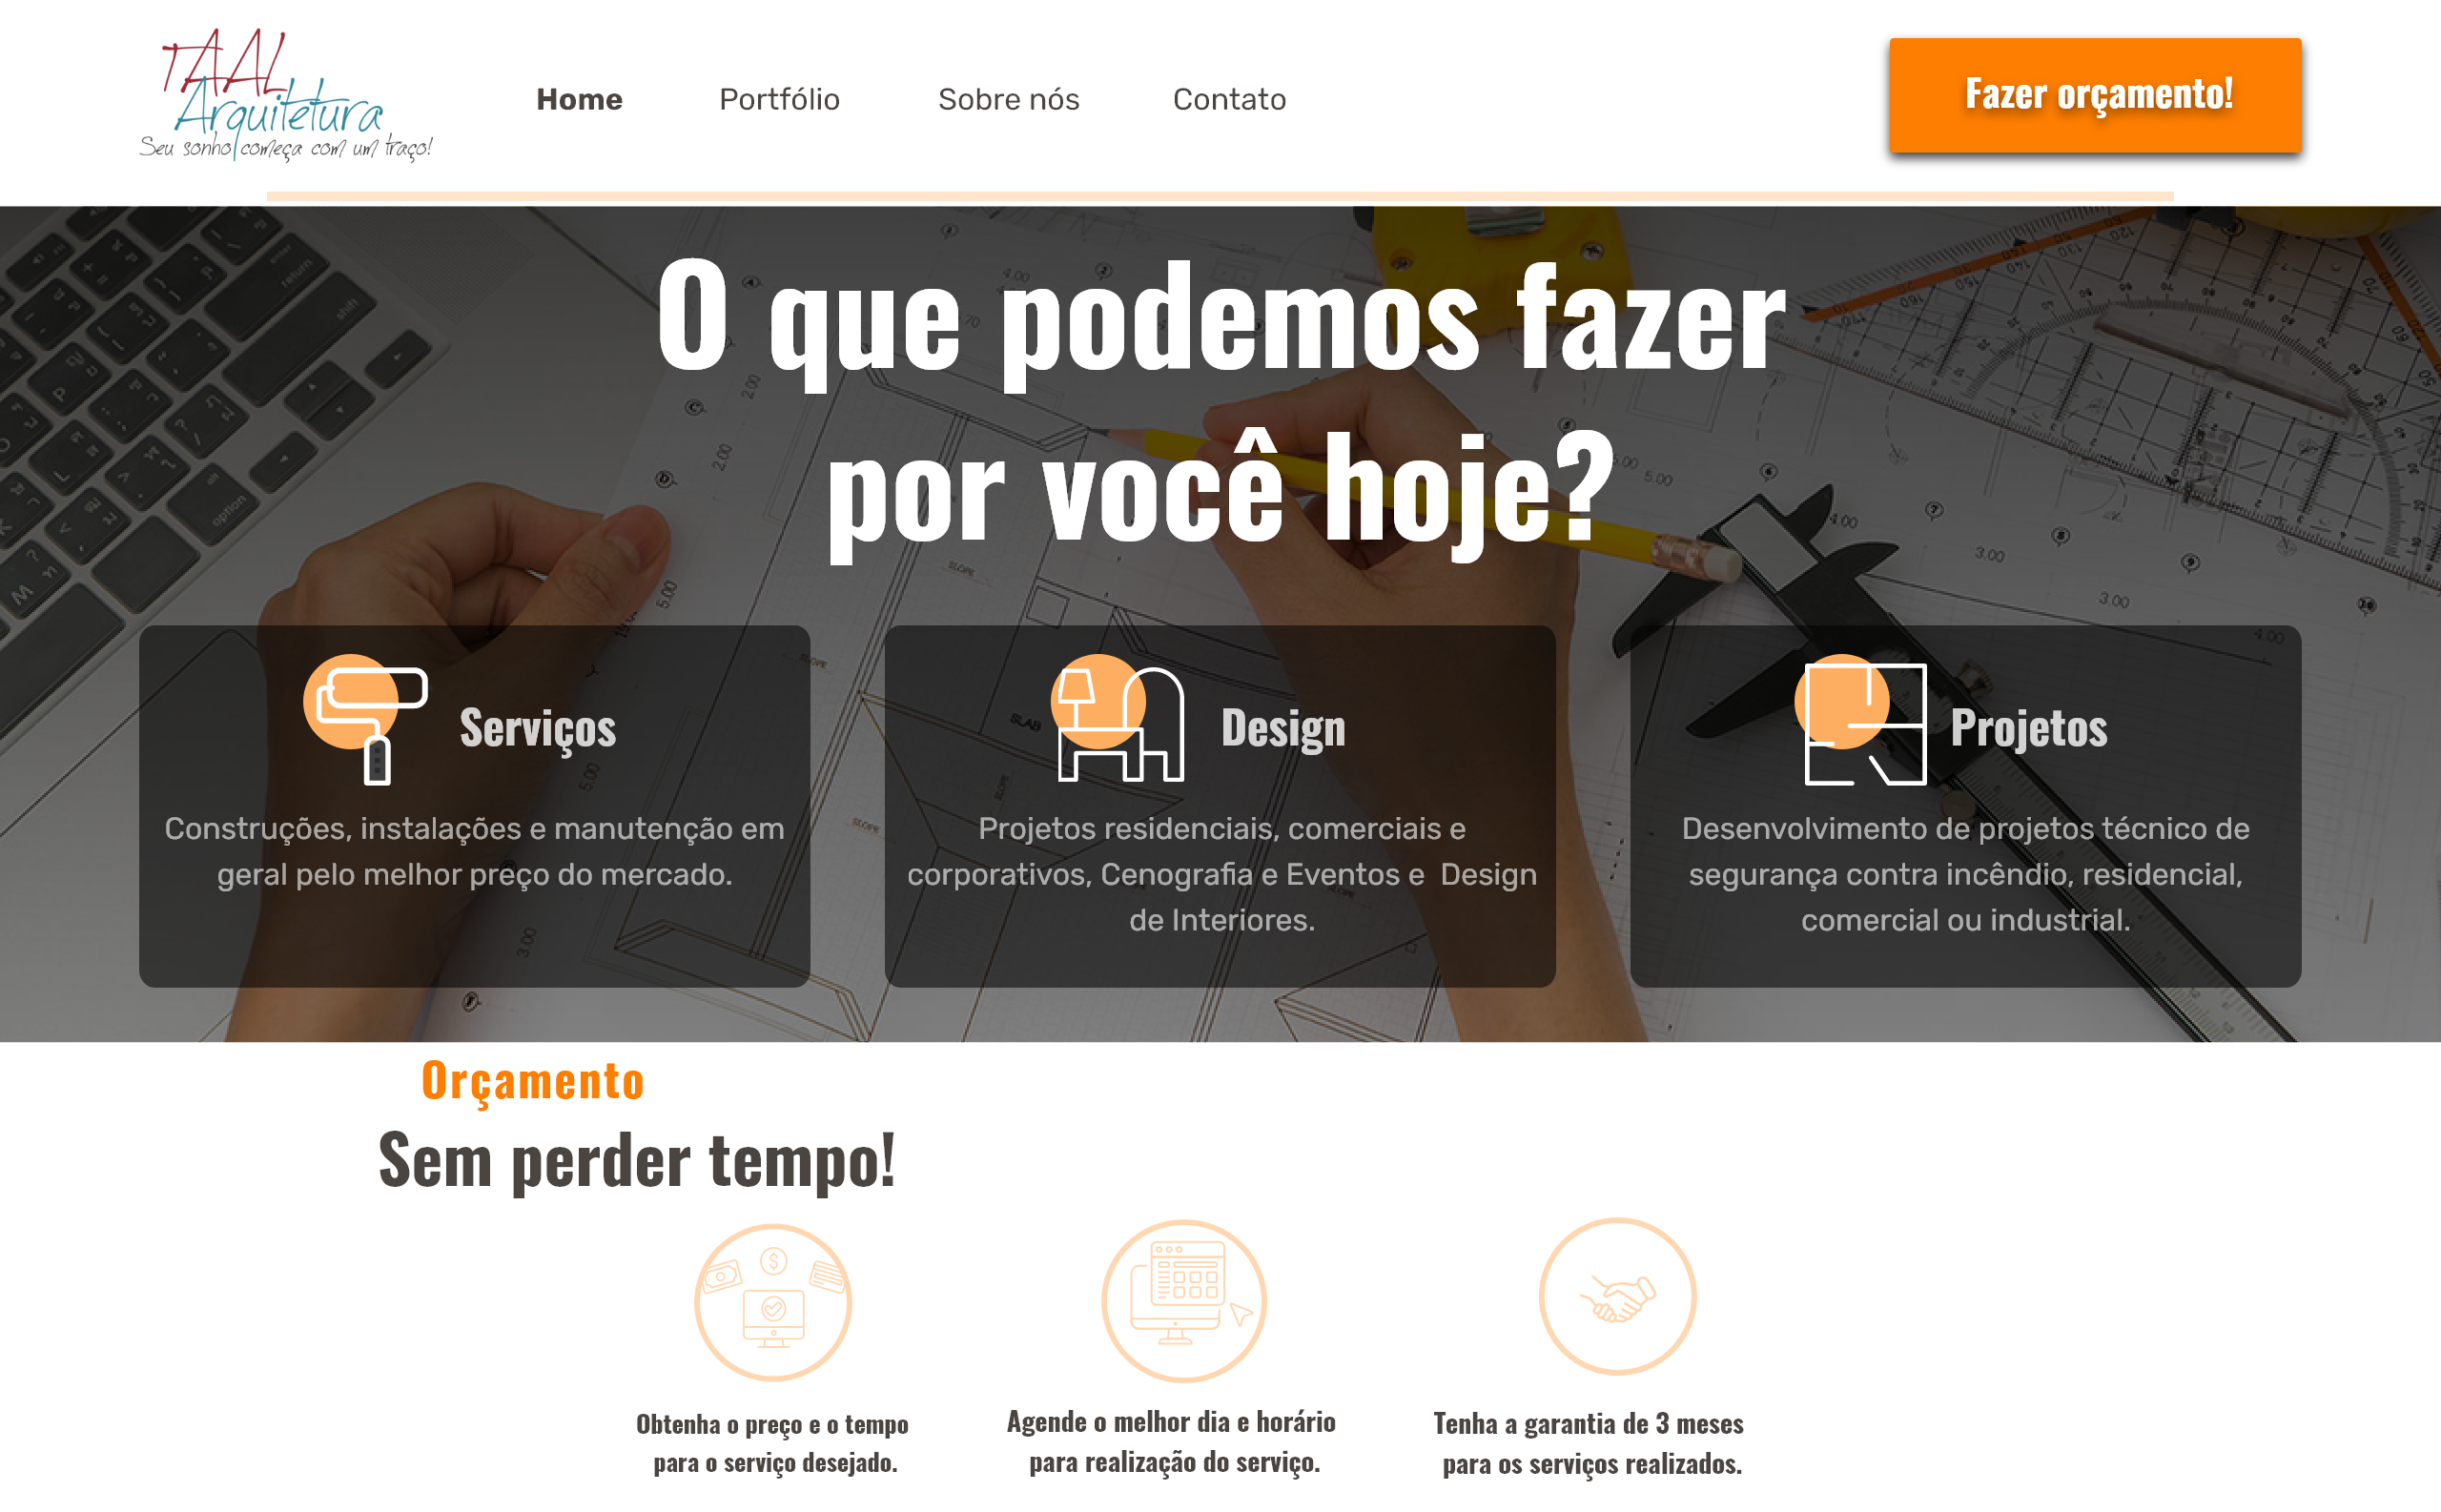 TAAL
Arquitetura
Seu sonho começa com um traço!
Home
Portfólio
Sobre nós
Contato
Fazer orçamento!
O que podemos fazer
por você hoje?
Serviços
Construções, instalações e manutenção em
geral pelo melhor preço do mercado.
Design
Projetos residenciais, comerciais e
corporativos, Cenografia e Eventos e Design
de Interiores.
Projetos
Desenvolvimento de projetos técnico de
segurança contra incêndio, residencial,
comercial ou industrial.
Orçamento
Sem perder tempo!
Obtenha o preço e o tempo
para o serviço desejado.
Agende o melhor dia e horário
para realização do serviço.
Tenha a garantia de 3 meses
para os serviços realizados.